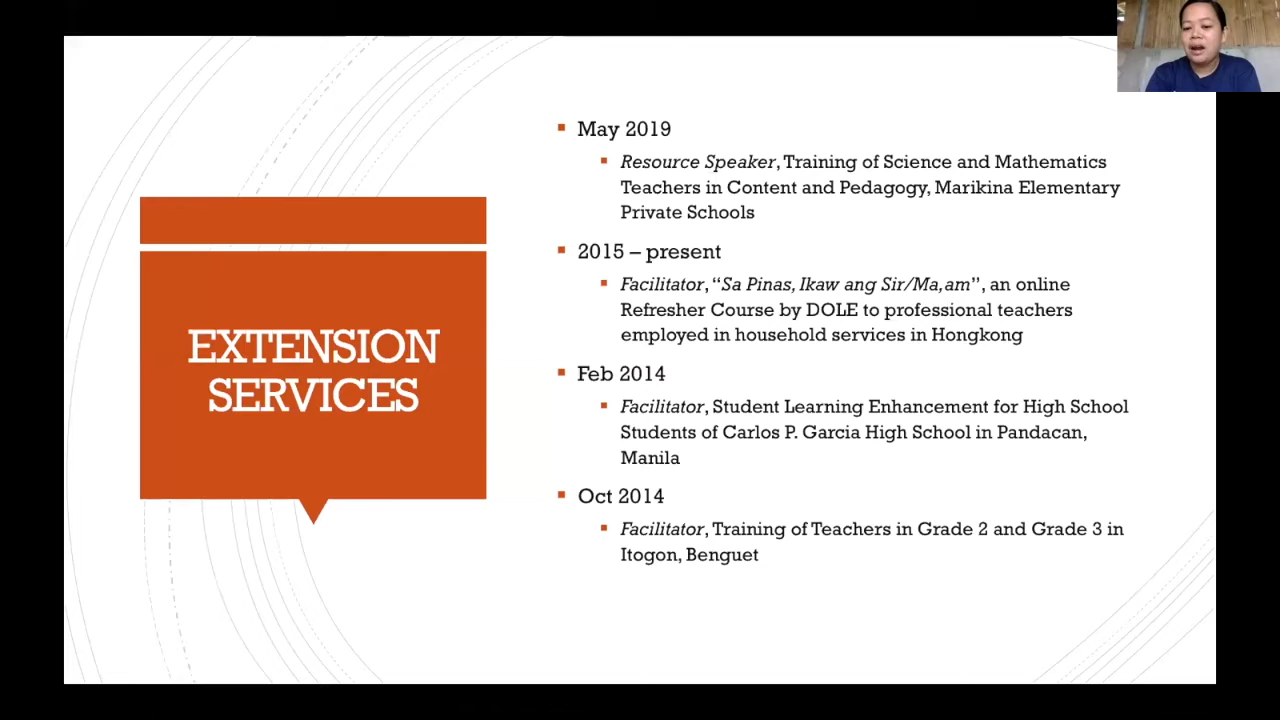 EXTENSION
SERVICES
May 2019
Resource Speaker, Training of Science and Mathematics
Teachers in Content and Pedagogy, Marikina Elementary
Private Schools
2015 – present
Facilitator, “Sa Pinas, Ikaw ang Sir/Ma,am”, an online
Refresher Course by DOLE to professional teachers
employed in household services in Hongkong
Feb 2014
Facilitator, Student Learning Enhancement for High School
Students of Carlos P. Garcia High School in Pandacan,
Manila
Oct 2014
Facilitator, Training of Teachers in Grade 2 and Grade 3 in
Itogon, Benguet